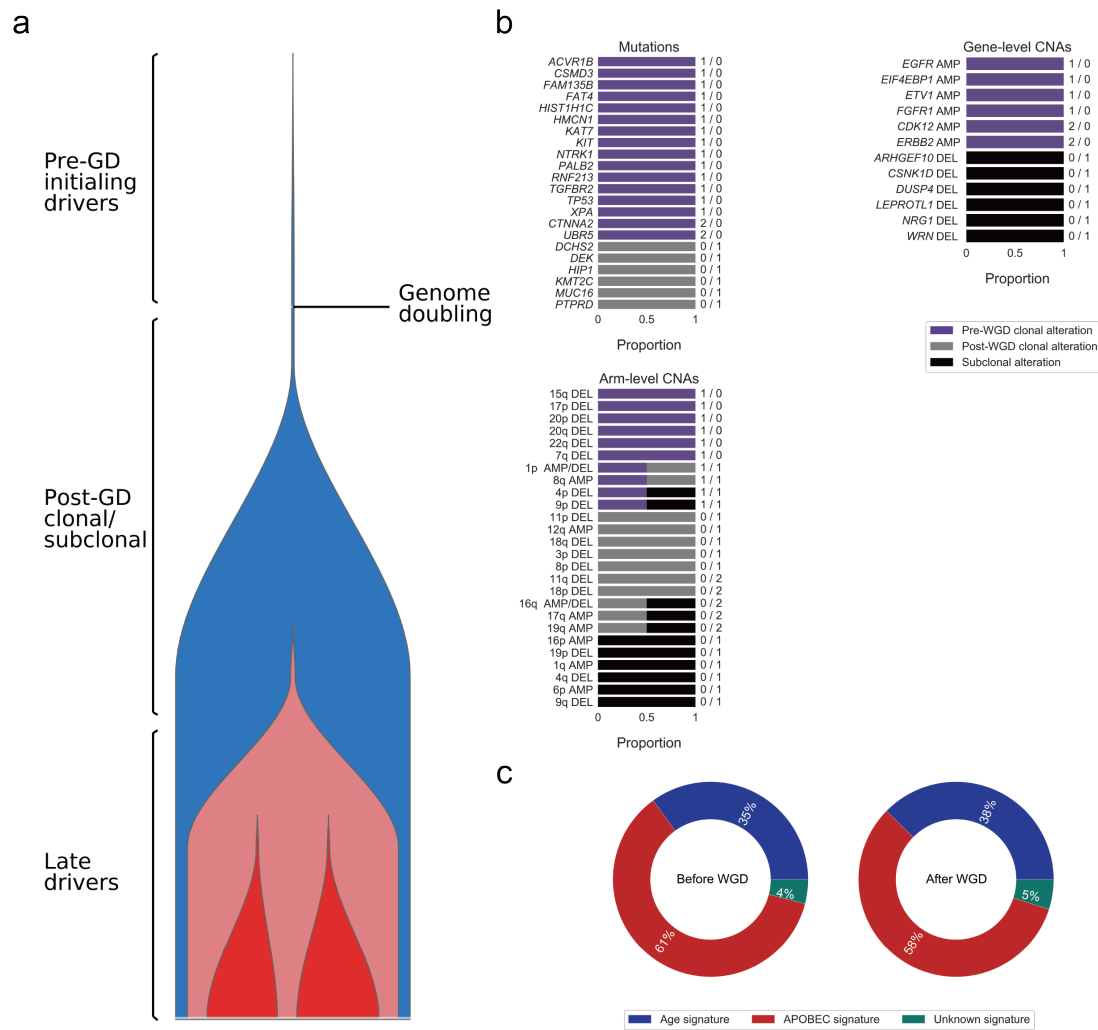 a
Pre-GD
initialing
drivers
Genome
doubling
Post-GD
clonal/
subclonal
Late
drivers
b
Mutations
ACVR1B 1 / 0
CSMD3 1 / 0
FAM135B 1 / 0
FAT4 1 / 0
HIST1H1C 1 / 0
HMCN1 1 / 0
KAT7 1 / 0
KIT 1 / 0
NTRK1 1 / 0
PALB2 1 / 0
RNF213 1 / 0
TGFBR2 1 / 0
TP53 1 / 0
XPA 1 / 0
CTNNA2 2 / 0
UBR5 2 / 0
DCHS2 0 / 1
DEK 0 / 1
HIP1 0 / 1
KMT2C 0 / 1
MUC16 0 / 1
PTPRD 0 / 1
0 0.5 1
Proportion
Gene-level CNAs
EGFR AMP 1 / 0
EIF4EBP1 AMP 1 / 0
ETV1 AMP 1 / 0
FGFR1 AMP 1 / 0
CDK12 AMP 2 / 0
ERBB2 AMP 2 / 0
ARHGEF10 DEL 0 / 1
CSNK1D DEL 0 / 1
DUSP4 DEL 0 / 1
LEPROTL1 DEL 0 / 1
NRG1 DEL 0 / 1
WRN DEL 0 / 1
0 0.5 1
Proportion
Pre-WGD clonal alteration
Post-WGD clonal alteration
Subclonal alteration
Arm-level CNAs
15q DEL 1 / 0
17p DEL 1 / 0
20p DEL 1 / 0
20q DEL 1 / 0
22q DEL 1 / 0
7q DEL 1 / 0
1p AMP/DEL 1 / 1
8q AMP 1 / 1
4p DEL 1 / 1
9p DEL 1 / 1
11p DEL 0 / 1
12q AMP 0 / 1
18q DEL 0 / 1
3p DEL 0 / 1
8p DEL 0 / 1
11q DEL 0 / 2
18p DEL 0 / 2
16q AMP/DEL 0 / 2
17q AMP 0 / 2
19q AMP 0 / 2
16p AMP 0 / 1
19p DEL 0 / 1
1q AMP 0 / 1
4q DEL 0 / 1
6p AMP 0 / 1
9q DEL 0 / 1
0 0.5 1
Proportion
c
35%
Before WGD
4%
61%
38%
After WGD
5%
58%
Age signature
APOBEC signature
Unknown signature